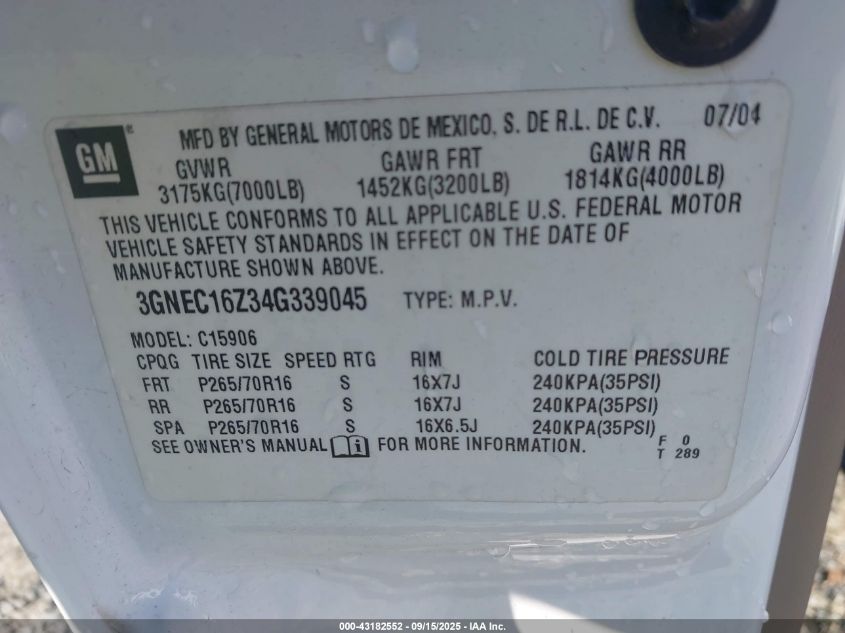 GM® MFD BY GENERAL MOTORS DE MEXICO, S. DE R.L. DE C.V. 07/04
GVWR GAWR FRT GAWR RR
3175KG(7000LB) 1452KG(3200LB) 1814KG(4000LB)
THIS VEHICLE CONFORMS TO ALL APPLICABLE U.S. FEDERAL MOTOR
VEHICLE SAFETY STANDARDS IN EFFECT ON THE DATE OF
MANUFACTURE SHOWN ABOVE.
3GNEC16Z34G339045 TYPE: M.P.V.
MODEL: C15906
CPQG TIRE SIZE SPEED RTG RIM COLD TIRE PRESSURE
FRT P265/70R16 S 16X7J 240KPA(35PSI)
RR P265/70R16 S 16X7J 240KPA(35PSI)
SPA P265/70R16 S 16X6.5J 240KPA(35PSI)
SEE OWNER'S MANUAL FOR MORE INFORMATION. F 0
T 289
000-43182552 - 09/15/2025 - IAA Inc.